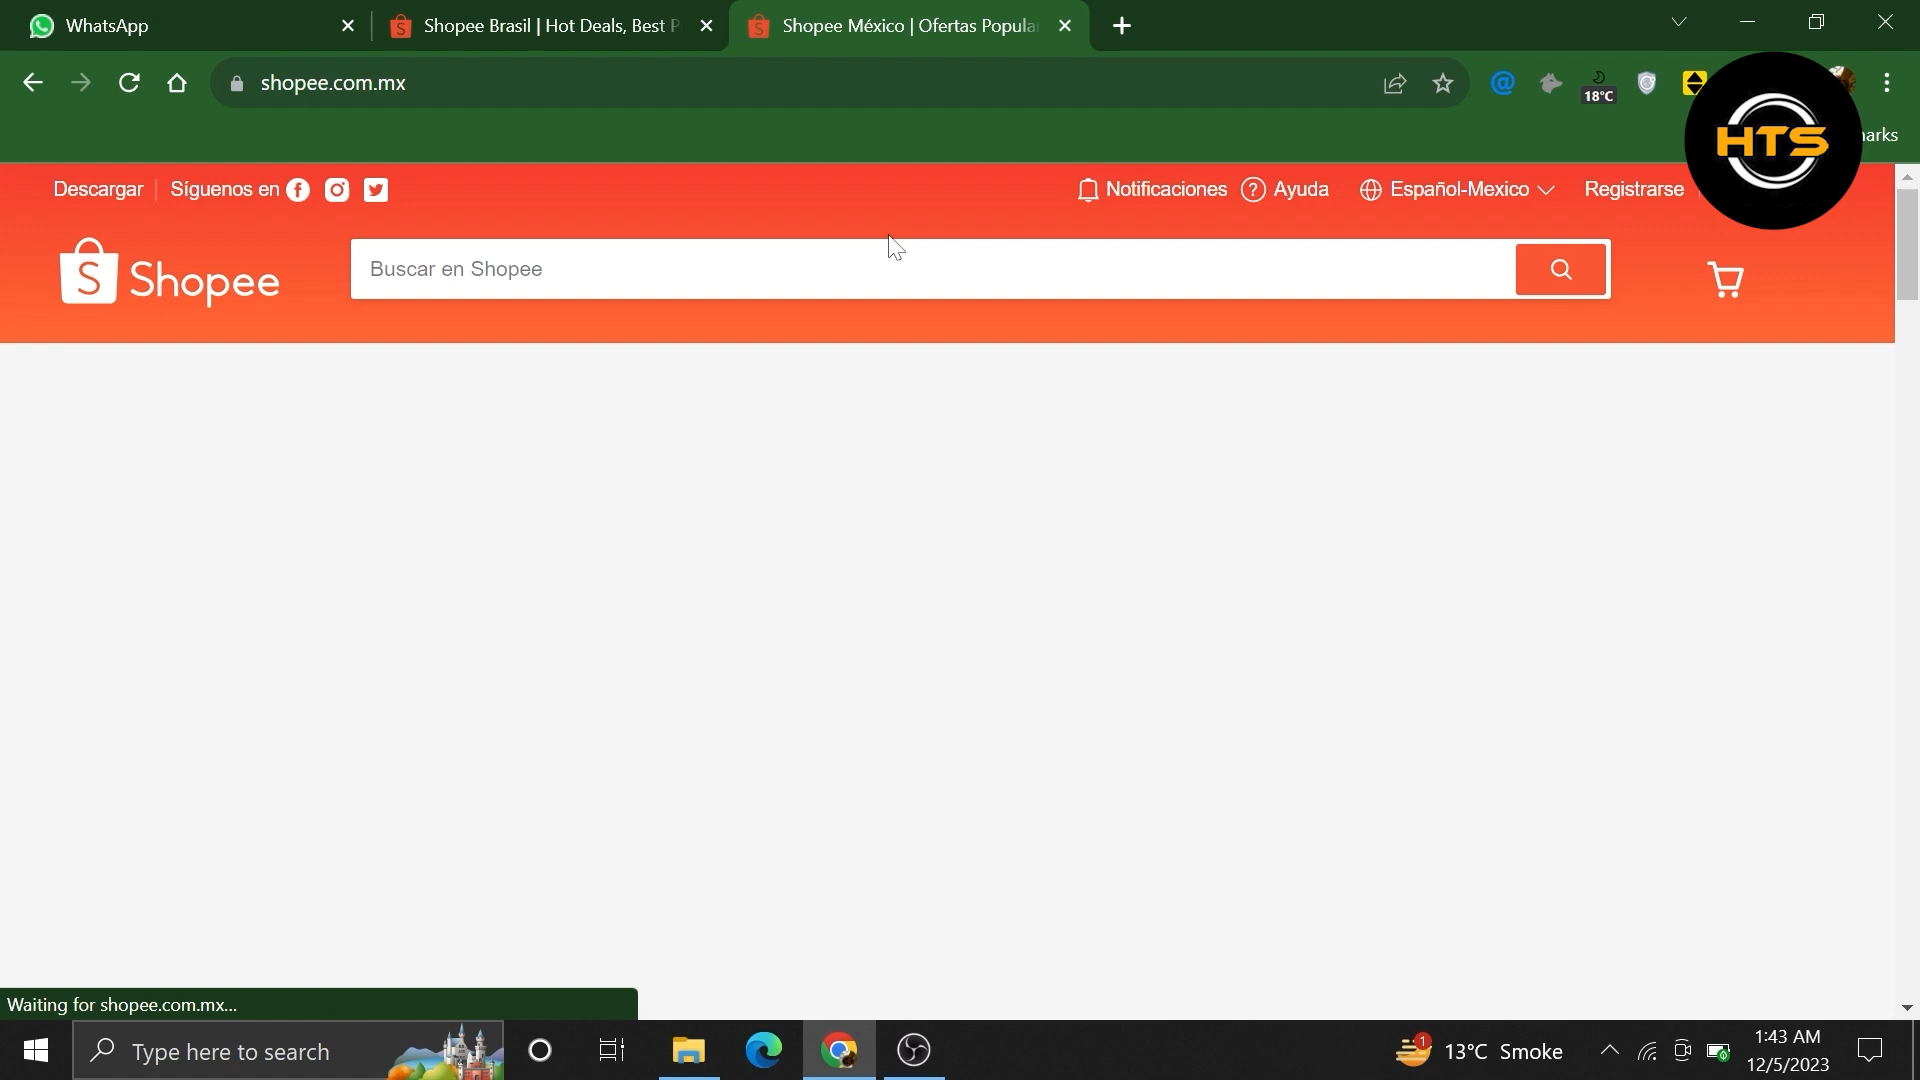 WhatsApp
Shopee Brasil | Hot Deals, Best P
Shopee México | Ofertas Popula
shopee.com.mx
18°C
HTS
arks
Descargar
Síguenos en
Notificaciones
Ayuda
Español-Mexico
Registrarse
S Shopee
Buscar en Shopee
Waiting for shopee.com.mx...
Type here to search
1
13°C Smoke
1:43 AM
12/5/2023